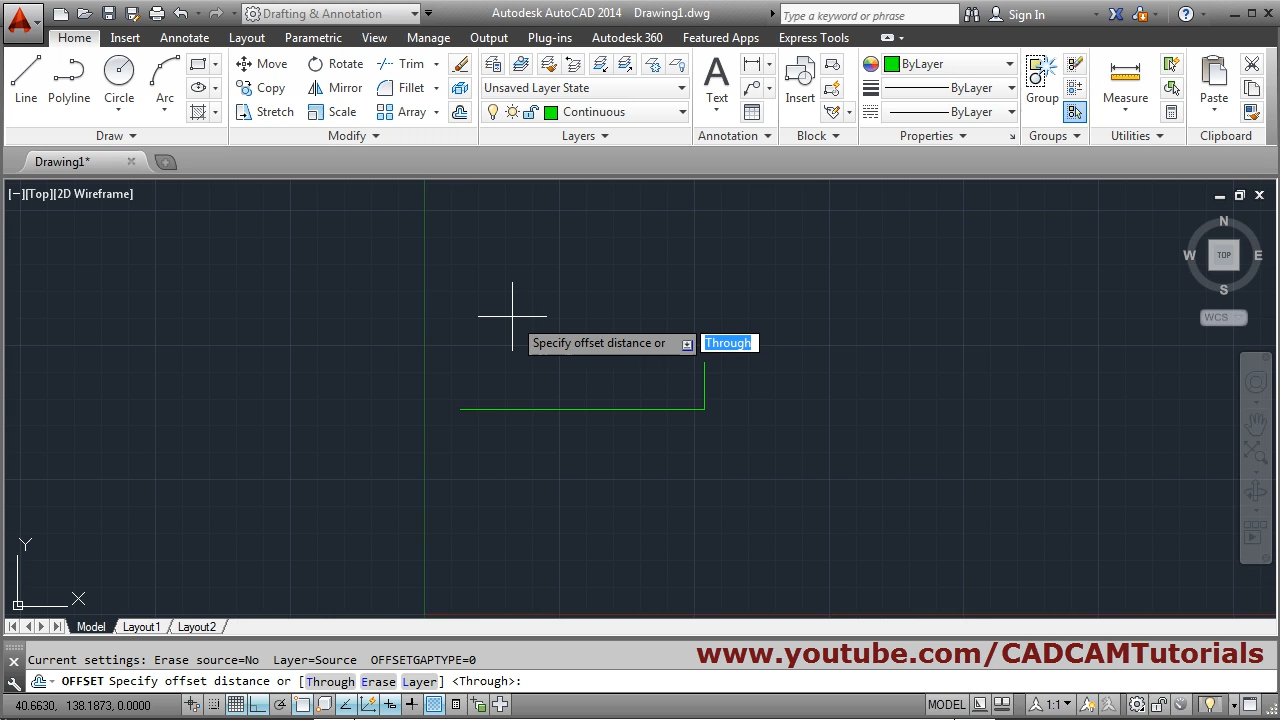 Drafting & Annotation
Autodesk AutoCAD 2014 Drawing1.dwg
Type a keyword or phrase
Sign In
Home Insert Annotate Layout Parametric View Manage Output Plug-ins Autodesk 360 Featured Apps Express Tools
Line
Polyline
Circle
Arc
Draw
Move
Copy
Stretch
Rotate
Mirror
Scale
Trim
Fillet
Array
Modify
Unsaved Layer State
Continuous
Layers
Text
Annotation
Insert
Block
ByLayer
ByLayer
ByLayer
Properties
Group
Groups
Measure
Utilities
Paste
Clipboard
Drawing1*
[−][Top][2D Wireframe]
N
W
TOP
E
S
WCS
Specify offset distance or
Through
Y
X
Model Layout1 Layout2
Current settings: Erase source=No Layer=Source OFFSETGAPTYPE=0
www.youtube.com/CADCAMTutorials
OFFSET Specify offset distance or [Through Erase Layer] <Through>:
40.6630, 138.1873, 0.0000
MODEL
1:1